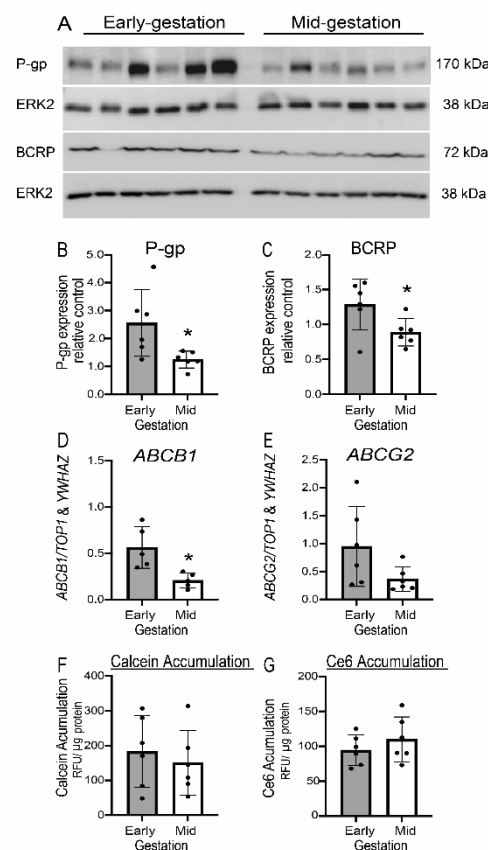 A
Early-gestation Mid-gestation
P-gp 170 kDa
ERK2 38 kDa
BCRP 72 kDa
ERK2 38 kDa
B P-gp
P-gp expression
relative control
5.0
4.0
3.0
2.0
1.0
0.0
*
Early Mid
Gestation
C BCRP
BCRP expression
relative control
2.0
1.5
1.0
0.5
0.0
*
Early Mid
Gestation
D ABCB1
ABCB1/TOP1 & YWHAZ
1.5
1.0
0.5
0.0
*
Early Mid
Gestation
E ABCG2
ABCG2/TOP1 & YWHAZ
2.5
2.0
1.5
1.0
0.5
0.0
Early Mid
Gestation
F Calcein Accumulation
Calcein Acumulation
RFU/ µg protein
400
300
200
100
0
Early Mid
Gestation
G Ce6 Accumulation
Ce6 Acumulation
RFU/ µg protein
200
150
100
50
0
Early Mid
Gestation